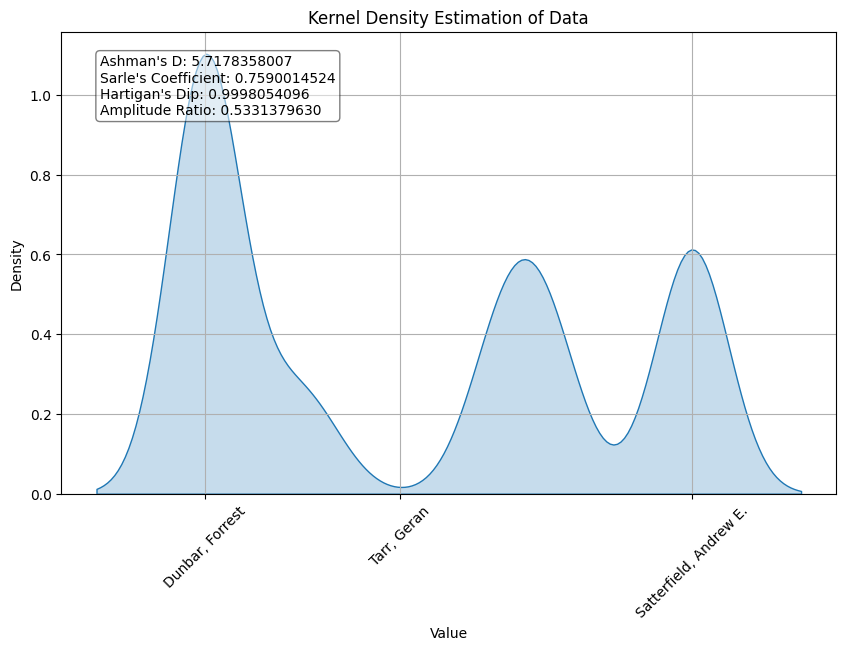 Kernel Density Estimation of Data
Ashman's D: 5.7178358007
Sarle's Coefficient: 0.7590014524
Hartigan's Dip: 0.9998054096
Amplitude Ratio: 0.5331379630
Density
1.0
0.8
0.6
0.4
0.2
0.0
Dunbar, Forrest
Tarr, Geran
Satterfield, Andrew E.
Value